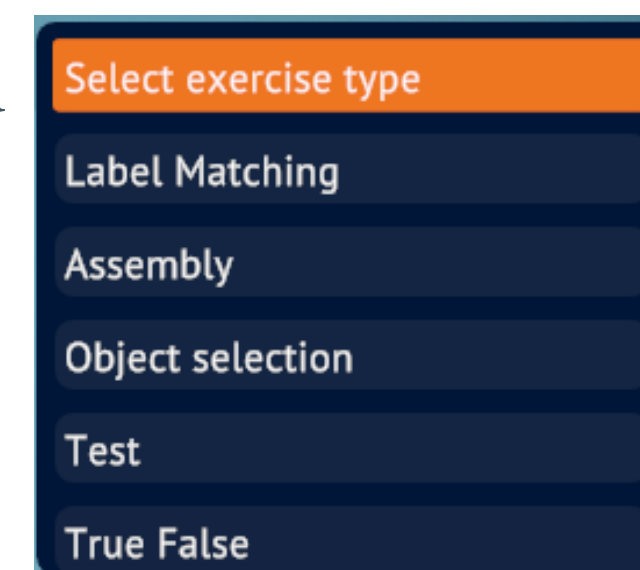 Select exercise type
Label Matching
Assembly
Object selection
Test
True False